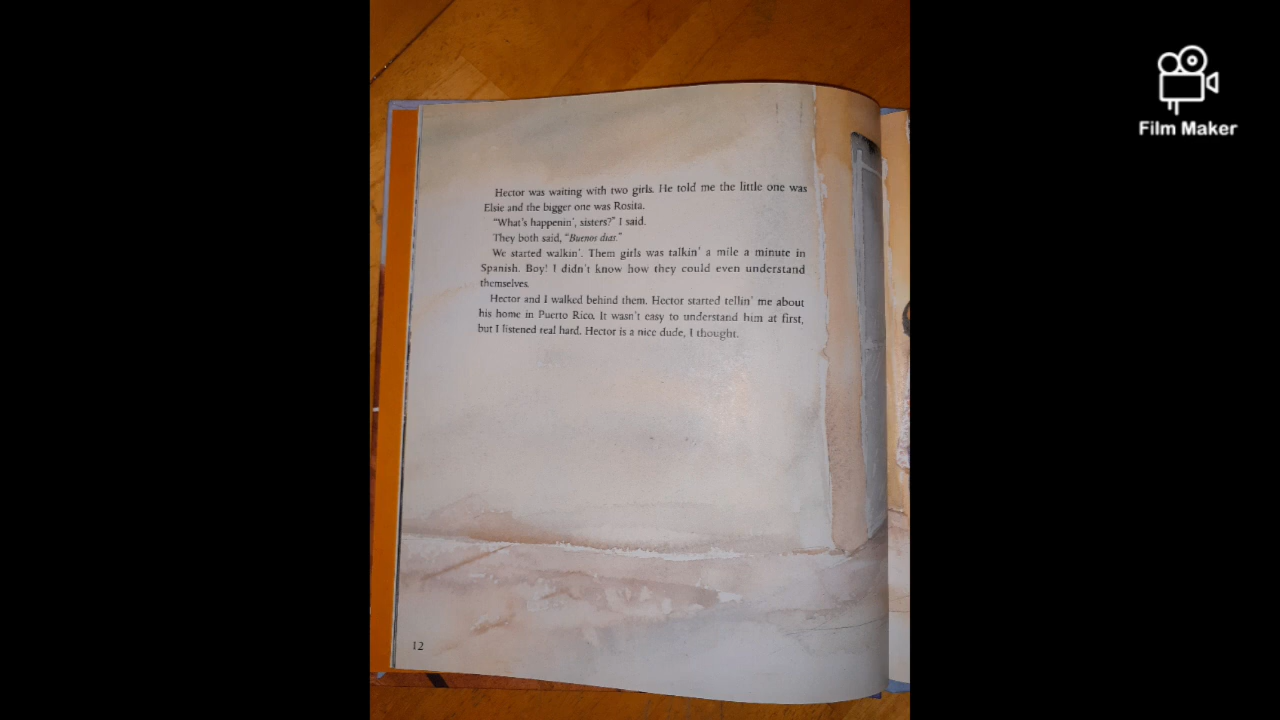 Film Maker
Hector was waiting with two girls. He told me the little one was
Elsie and the bigger one was Rosita.
"What's happenin', sisters?" I said.
They both said, "Buenos dias."
We started walkin'. Them girls was talkin' a mile a minute in
Spanish. Boy! I didn't know how they could even understand
themselves.
Hector and I walked behind them. Hector started tellin' me about
his home in Puerto Rico. It wasn't easy to understand him at first,
but I listened real hard. Hector is a nice dude, I thought.
12